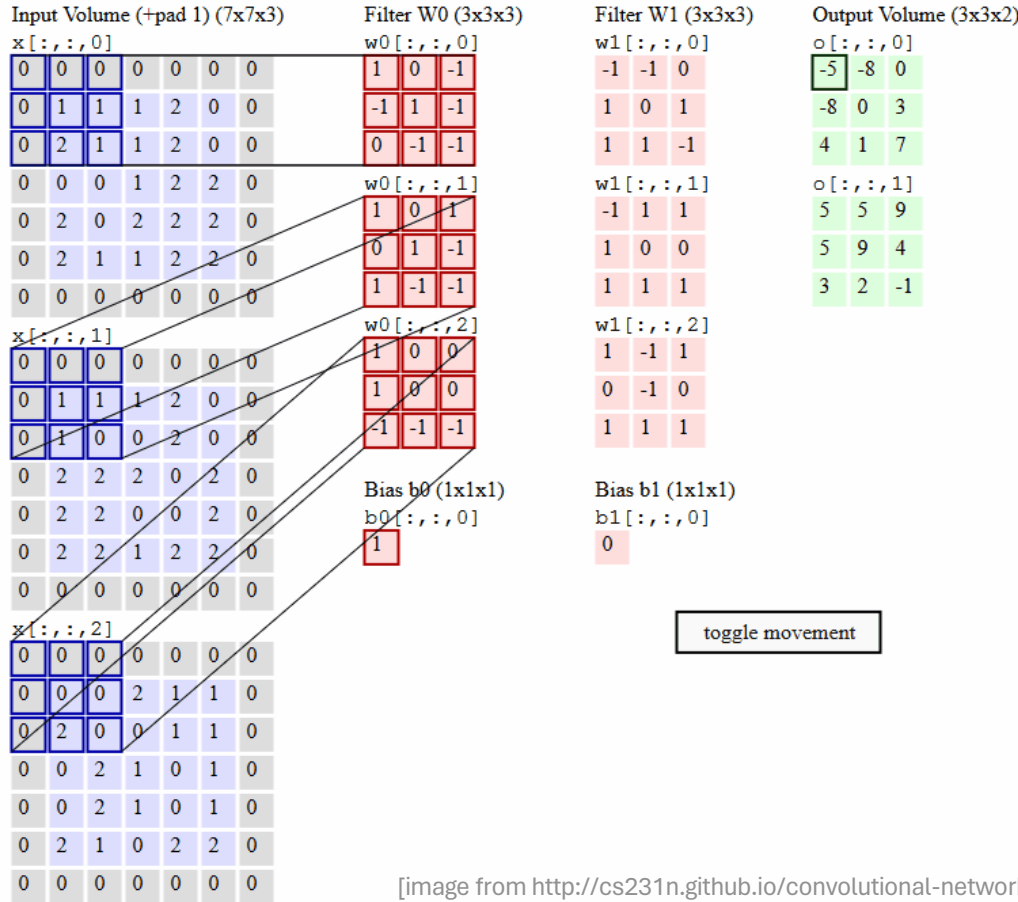 Input Volume (+pad 1) (7x7x3) Filter W0 (3x3x3) Filter W1 (3x3x3) Output Volume (3x3x2)
x[:,:,0] w0[:,:,0] w1[:,:,0] o[:,:,0]
0 0 0 0 0 0 0 1 0 -1 -1 -1 0 -5 -8 0
0 1 1 1 2 0 0 -1 1 -1 1 0 1 -8 0 3
0 2 1 1 2 0 0 0 -1 -1 1 1 -1 4 1 7
0 0 0 1 2 2 0 w0[:,:,1] w1[:,:,1] o[:,:,1]
0 2 0 2 2 2 0 1 0 1 -1 1 1 5 5 9
0 2 1 1 2 2 0 0 1 -1 1 0 0 5 9 4
0 0 0 0 0 0 0 1 -1 -1 1 1 1 3 2 -1
x[:,:,1] w0[:,:,2] w1[:,:,2]
0 0 0 0 0 0 0 1 0 0 1 -1 1
0 1 1 1 2 0 0 1 0 0 0 -1 0
0 1 0 0 2 0 0 -1 -1 -1 1 1 1
0 2 2 2 0 2 0 Bias b0 (1x1x1) Bias b1 (1x1x1)
0 2 2 0 0 2 0 b0[:,:,0] b1[:,:,0]
0 2 2 1 2 2 0 1 0
0 0 0 0 0 0 0
x[:,:,2] toggle movement
0 0 0 0 0 0 0
0 0 0 2 1 1 0
0 2 0 0 1 1 0
0 0 2 1 0 1 0
0 0 2 1 0 1 0
0 2 1 0 2 2 0
0 0 0 0 0 0 0 [image from http://cs231n.github.io/convolutional-networ